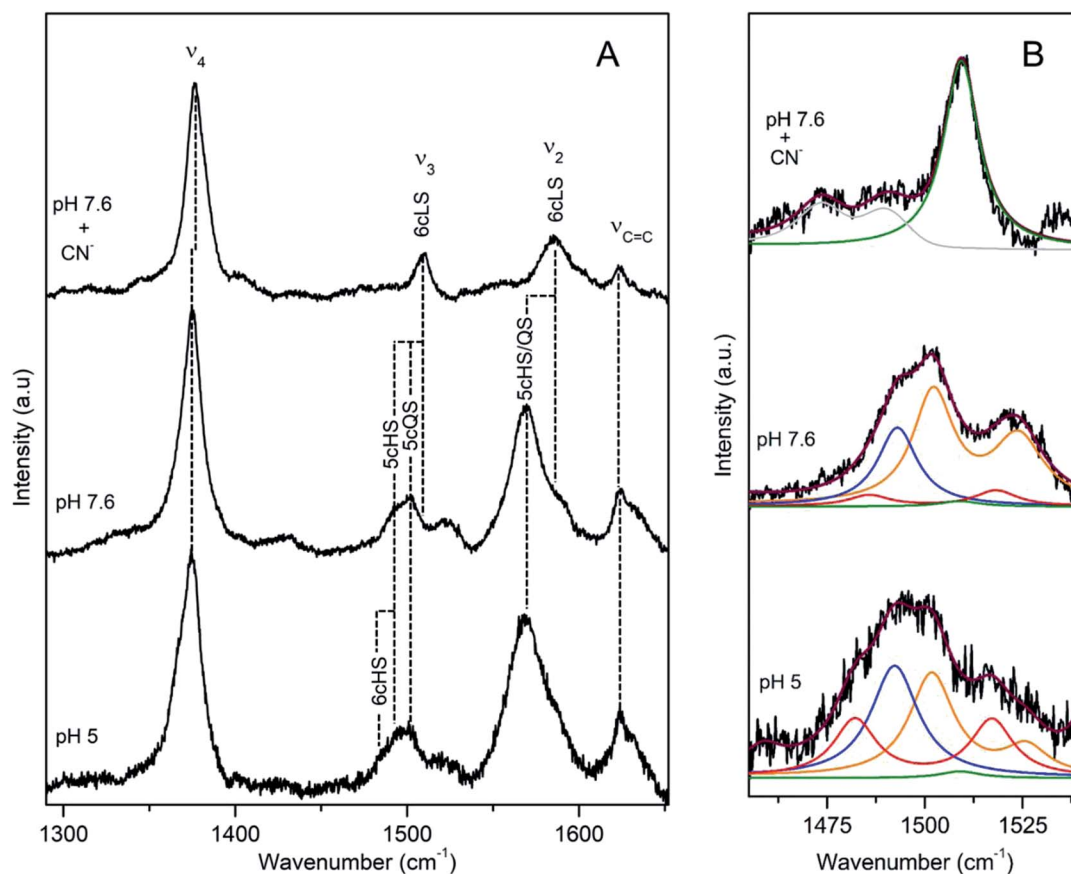 A
ν4
ν3
ν2
6cLS
6cLS
νC=C
pH 7.6
+
CN-
5cHS
5cQS
5cHS/QS
pH 7.6
6cHS
pH 5
Intensity (a.u)
1300
1400
1500
1600
Wavenumber (cm-1)
B
pH 7.6
+
CN-
pH 7.6
pH 5
Intensity (a.u.)
1475
1500
1525
Wavenumber (cm-1)